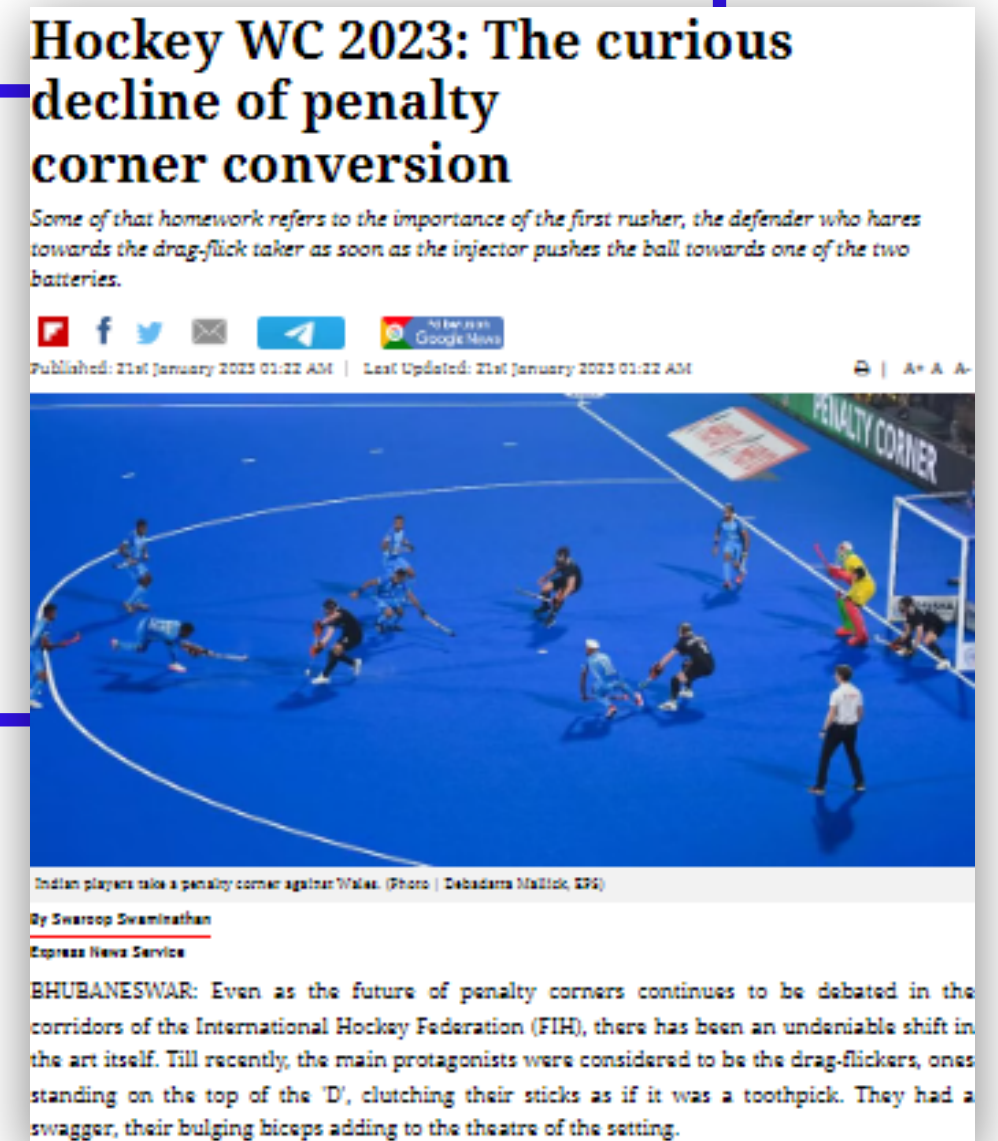 Hockey WC 2023: The curious
decline of penalty
corner conversion
Some of that homework refers to the importance of the first rusher, the defender who hares
towards the drag-flick taker as soon as the injector pushes the ball towards one of the two
batteries.
Google News
Published: 21st January 2023 01:22 AM | Last Updated: 21st January 2023 01:22 AM
A+ A A-
PENALTY CORNER
Indian players take a penalty corner against Wales. (Photo | Debadatta Mallick, EPS)
By Swaroop Swaminathan
Express News Service
BHUBANESWAR: Even as the future of penalty corners continues to be debated in the
corridors of the International Hockey Federation (FIH), there has been an undeniable shift in
the art itself. Till recently, the main protagonists were considered to be the drag-flickers, ones
standing on the top of the 'D', clutching their sticks as if it was a toothpick. They had a
swagger, their bulging biceps adding to the theatre of the setting.